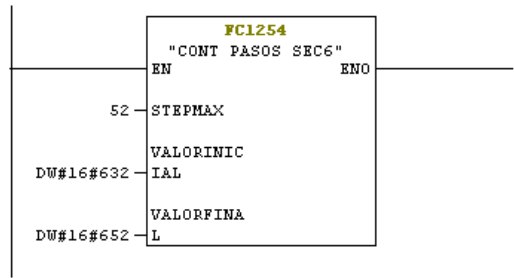 FC1254
"CONT PASOS SEC6"
EN ENO
52 STEPMAX
VALORINIC
DW#16#632 IAL
VALORFINA
DW#16#652 L